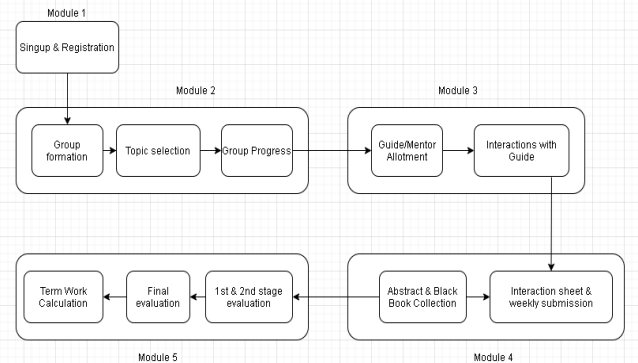 Module 1
Singup & Registration
Module 2
Group
formation
Topic selection
Group Progress
Module 3
Guide/Mentor
Allotment
Interactions with
Guide
Term Work
Calculation
Final
evaluation
1st & 2nd stage
evaluation
Module 5
Abstract & Black
Book Collection
Interaction sheet &
weekly submission
Module 4